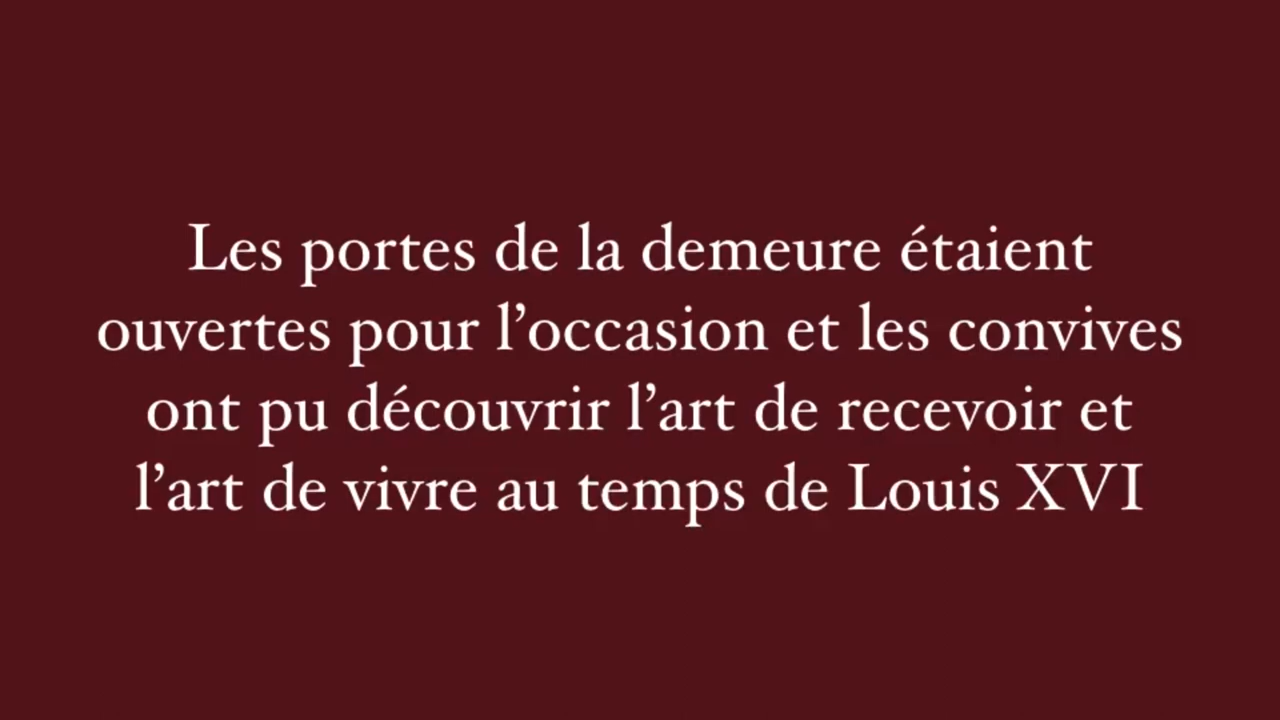 Les portes de la demeure étaient
ouvertes pour l’occasion et les convives
ont pu découvrir l’art de recevoir et
l’art de vivre au temps de Louis XVI